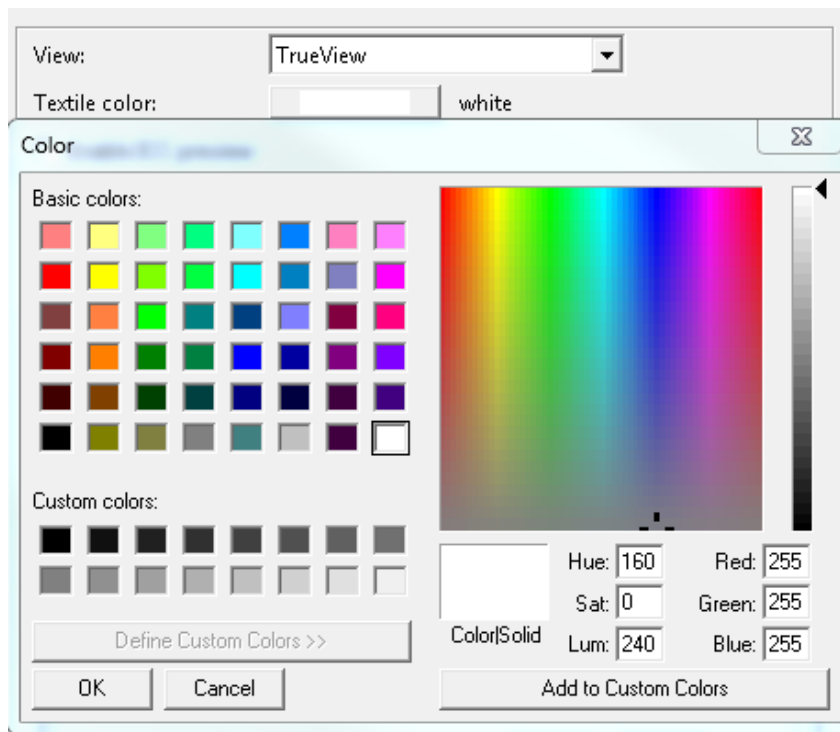 View: TrueView
Textile color: white
Color
Basic colors:
Custom colors:
Define Custom Colors >>
OK Cancel
Color|Solid
Hue: 160 Red: 255
Sat: 0 Green: 255
Lum: 240 Blue: 255
Add to Custom Colors